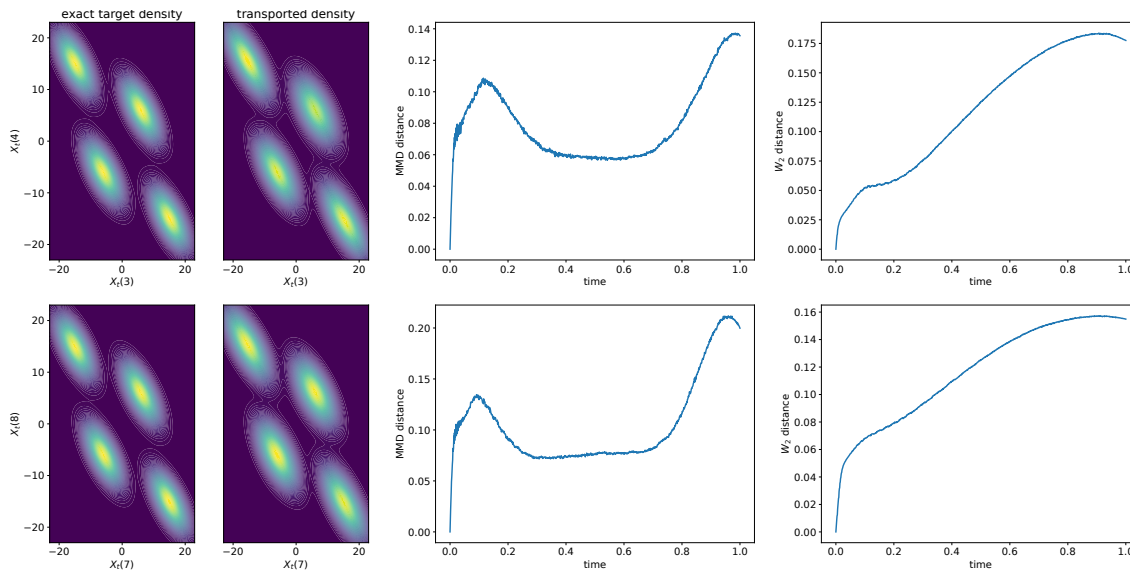 exact target density
transported density
20
10
0
−10
−20
X_t(4)
−20 0 20
X_t(3)
−20 0 20
X_t(3)
0.14
0.12
0.10
0.08
0.06
0.04
0.02
0.00
MMD distance
0.0 0.2 0.4 0.6 0.8 1.0
time
0.175
0.150
0.125
0.100
0.075
0.050
0.025
0.000
W_2 distance
0.0 0.2 0.4 0.6 0.8 1.0
time
20
10
0
−10
−20
X_t(8)
−20 0 20
X_t(7)
−20 0 20
X_t(7)
0.20
0.15
0.10
0.05
0.00
MMD distance
0.0 0.2 0.4 0.6 0.8 1.0
time
0.16
0.14
0.12
0.10
0.08
0.06
0.04
0.02
0.00
W_2 distance
0.0 0.2 0.4 0.6 0.8 1.0
time